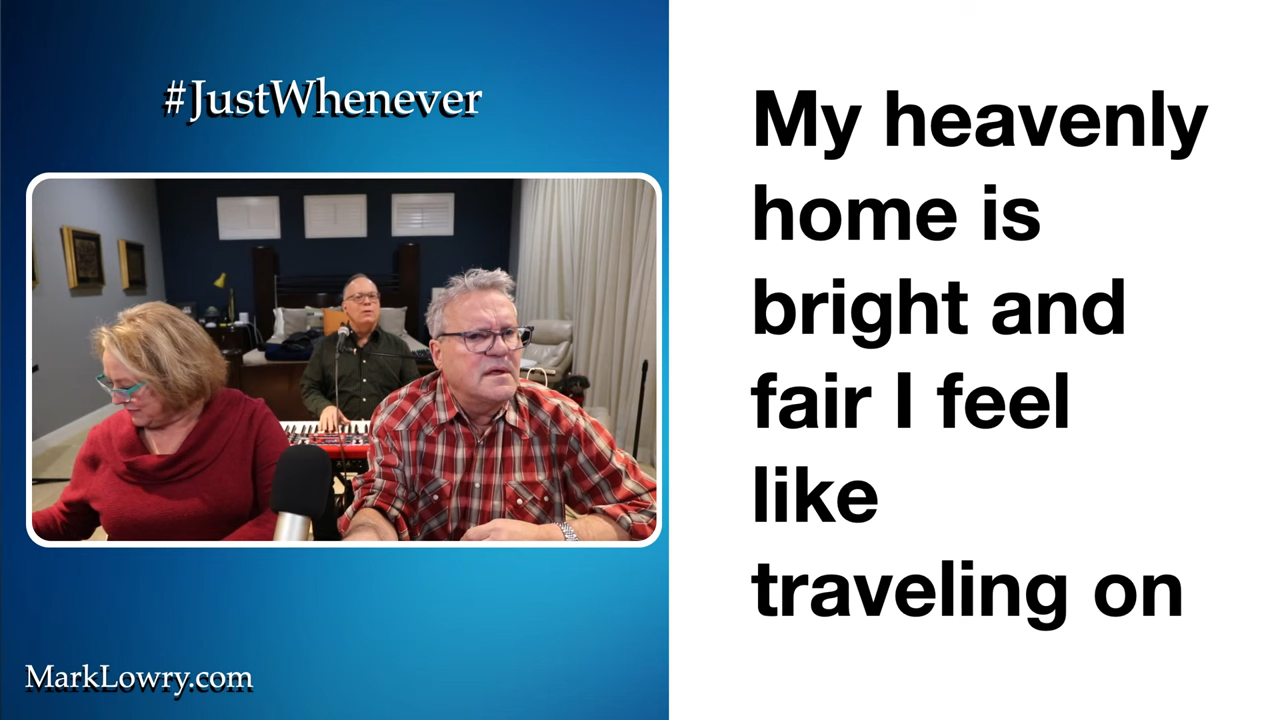 #JustWhenever
MarkLowry.com
My heavenly
home is
bright and
fair I feel
like
traveling on